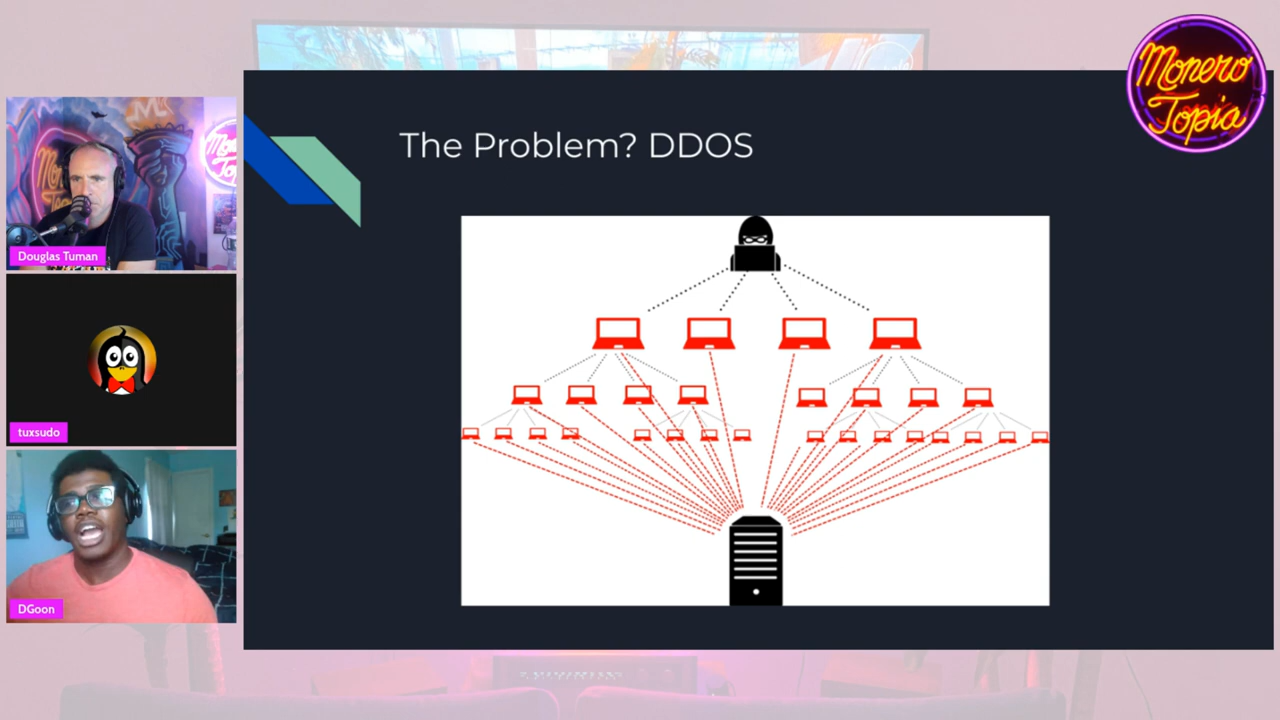 Monero
Topia
The Problem? DDOS
Douglas Tuman
tuxsudo
DGoon